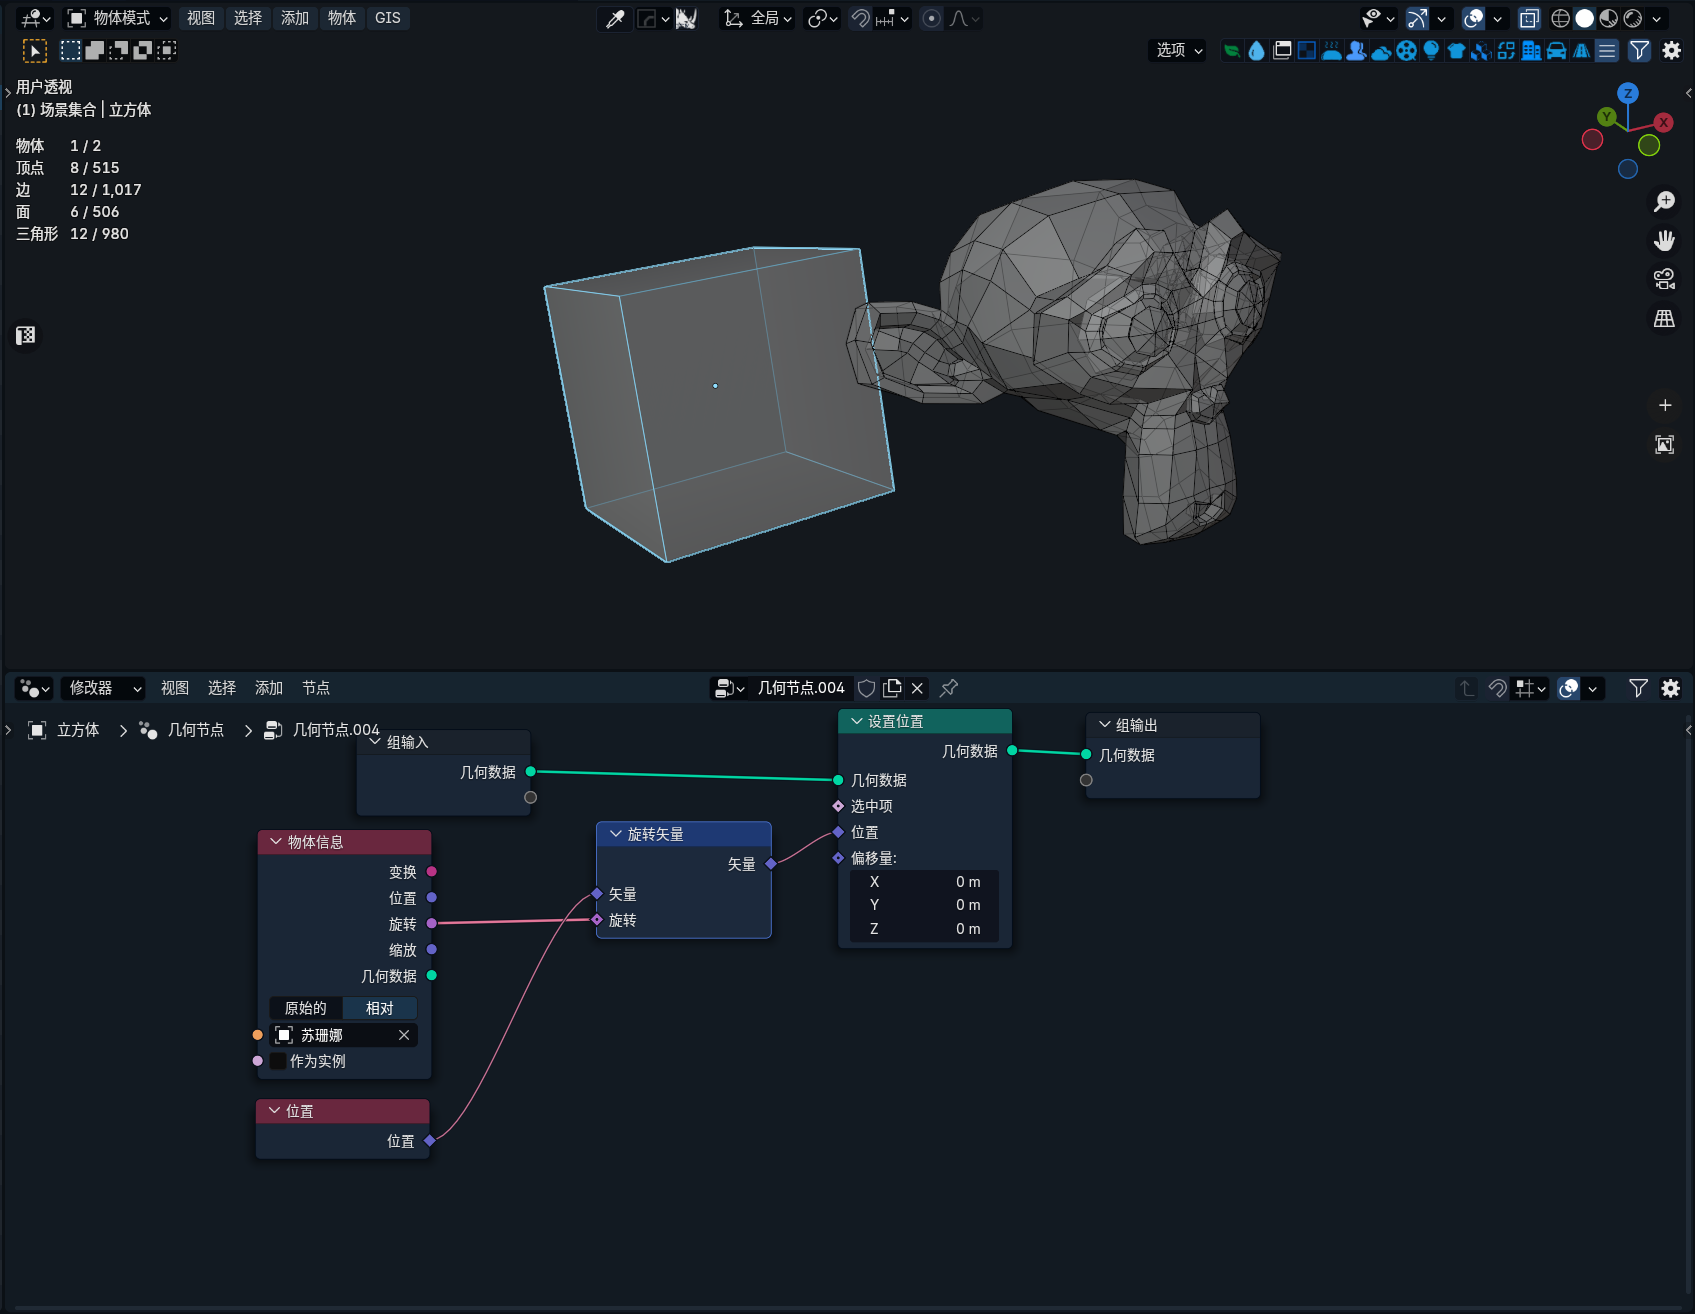 物体模式 视图 选择 添加 物体 GIS 全局
选项
用户透视
(1) 场景集合 | 立方体
物体 1 / 2
顶点 8 / 515
边 12 / 1,017
面 6 / 506
三角形 12 / 980
Z
Y
X
修改器 视图 选择 添加 节点 几何节点.004
立方体 几何节点 几何节点.004
组输入
几何数据
设置位置
几何数据
几何数据
选中项
位置
偏移量:
X 0 m
Y 0 m
Z 0 m
组输出
几何数据
物体信息
变换
位置
旋转
缩放
几何数据
原始的 相对
苏珊娜
作为实例
旋转矢量
矢量
矢量
旋转
位置
位置